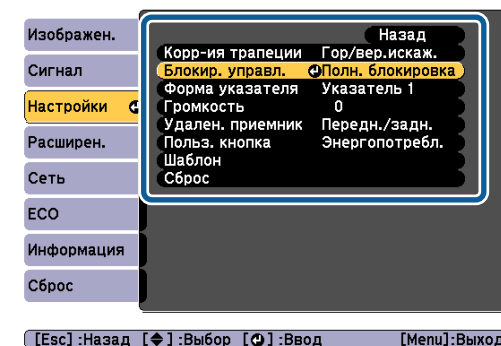 Изображен.
Сигнал
Настройки
Расширен.
Сеть
ECO
Информация
Сброс
Назад
Корр-ия трапеции Гор/вер.искаж.
Блокир. управл. Полн. блокировка
Форма указателя Указатель 1
Громкость 0
Удален. приемник Передн./задн.
Польз. кнопка Энергопотребл.
Шаблон
Сброс
[Esc] :Назад [◆] :Выбор [⏎] :Ввод [Menu]:Выход